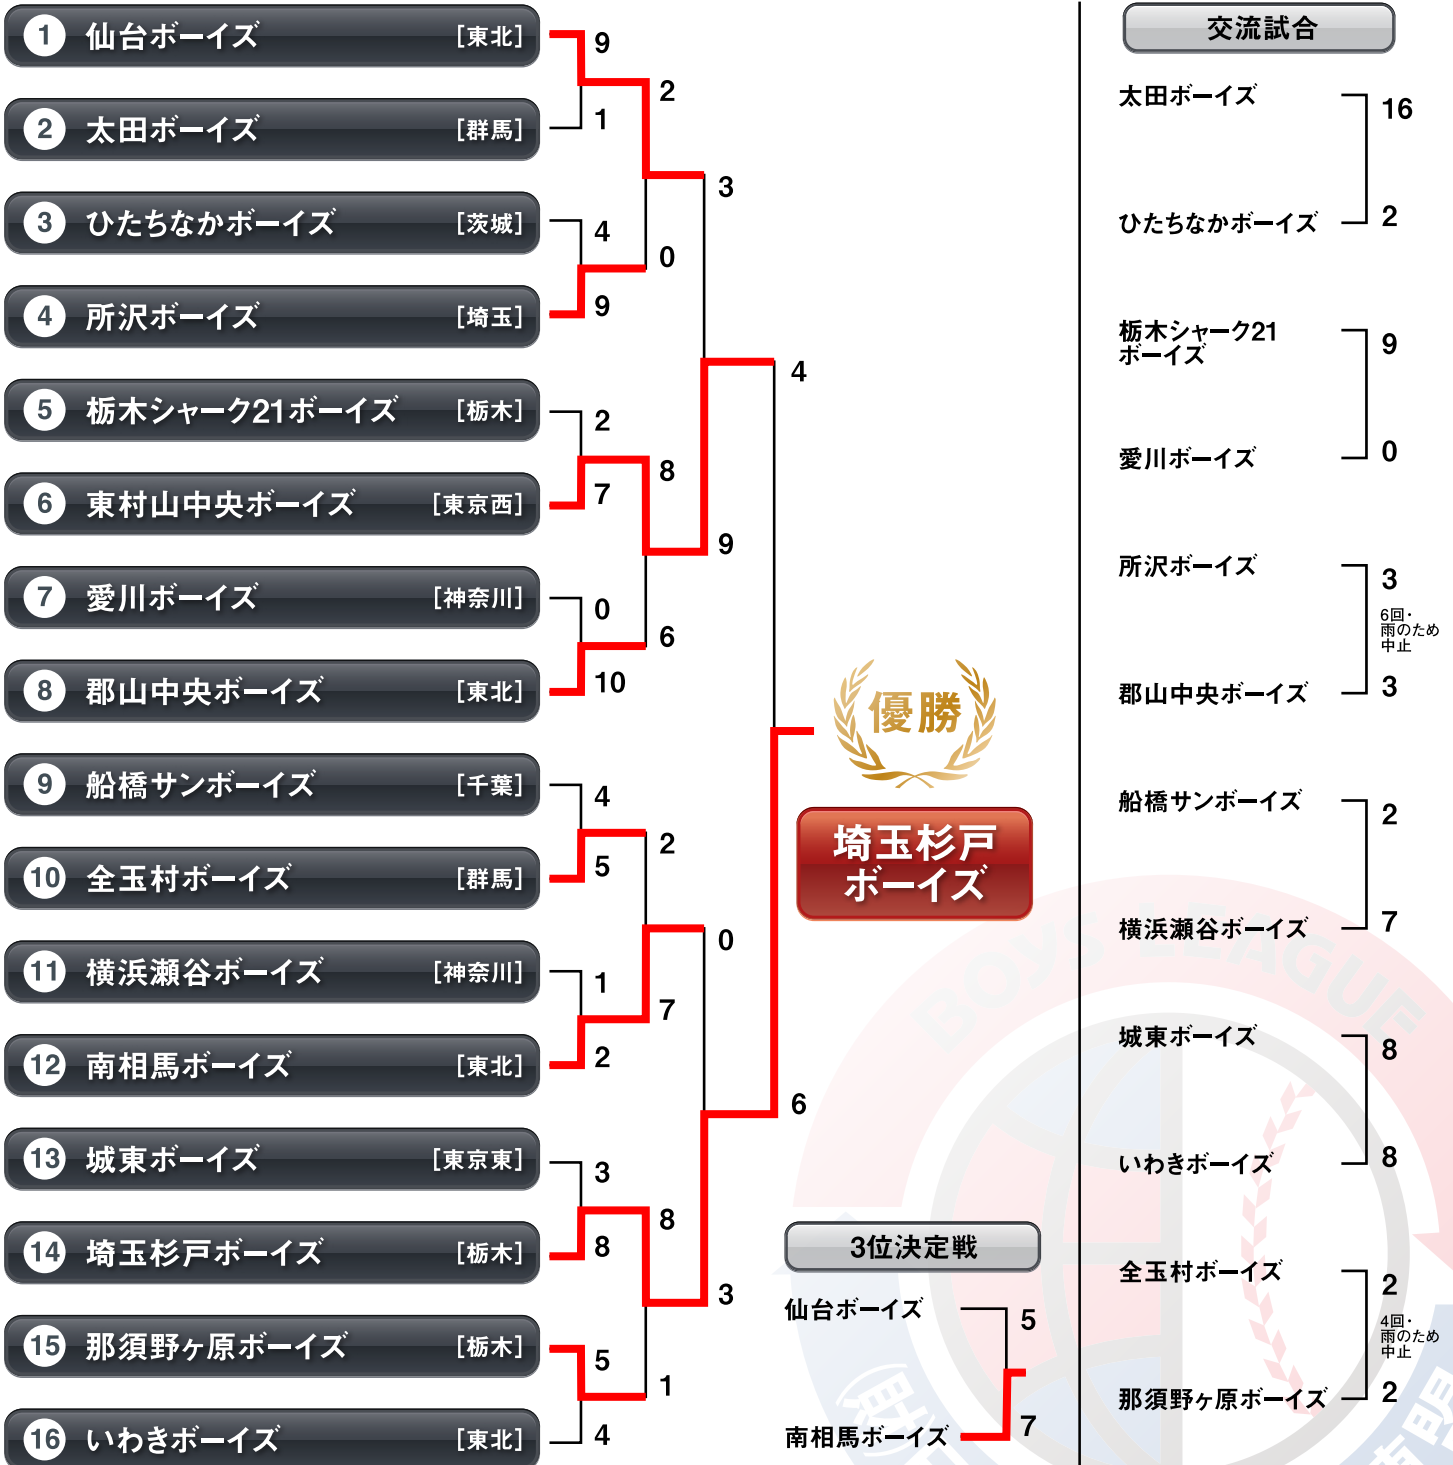 1 仙台ボーイズ [東北]
2 太田ボーイズ [群馬]
3 ひたちなかボーイズ [茨城]
4 所沢ボーイズ [埼玉]
5 栃木シャーク21ボーイズ [栃木]
6 東村山中央ボーイズ [東京西]
7 愛川ボーイズ [神奈川]
8 郡山中央ボーイズ [東北]
9 船橋サンボーイズ [千葉]
10 全玉村ボーイズ [群馬]
11 横浜瀬谷ボーイズ [神奈川]
12 南相馬ボーイズ [東北]
13 城東ボーイズ [東京東]
14 埼玉杉戸ボーイズ [栃木]
15 那須野ヶ原ボーイズ [栃木]
16 いわきボーイズ [東北]
9
1
4
9
2
7
0
10
4
5
1
2
3
8
5
4
2
0
8
6
2
7
8
1
3
9
0
3
4
6
優勝
埼玉杉戸
ボーイズ
3位決定戦
仙台ボーイズ 5
南相馬ボーイズ 7
交流試合
太田ボーイズ 16
ひたちなかボーイズ 2
栃木シャーク21
ボーイズ 9
愛川ボーイズ 0
所沢ボーイズ 3
6回・
雨のため
中止
郡山中央ボーイズ 3
船橋サンボーイズ 2
横浜瀬谷ボーイズ 7
城東ボーイズ 8
いわきボーイズ 8
全玉村ボーイズ 2
4回・
雨のため
中止
那須野ヶ原ボーイズ 2
BOYS LEAGUE